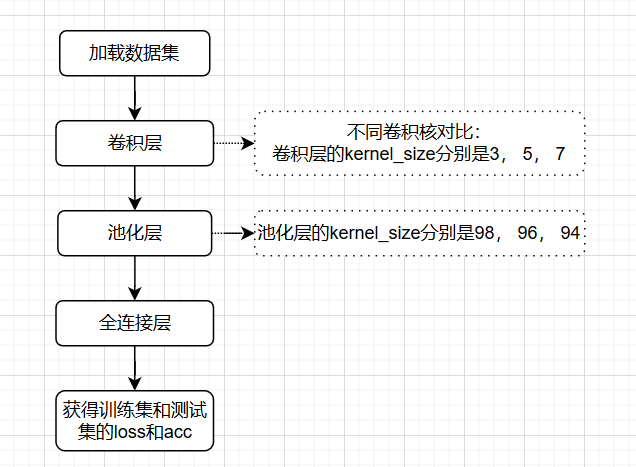 加载数据集
卷积层
不同卷积核对比：
卷积层的kernel_size分别是3，5，7
池化层
池化层的kernel_size分别是98，96，94
全连接层
获得训练集和测试
集的loss和acc